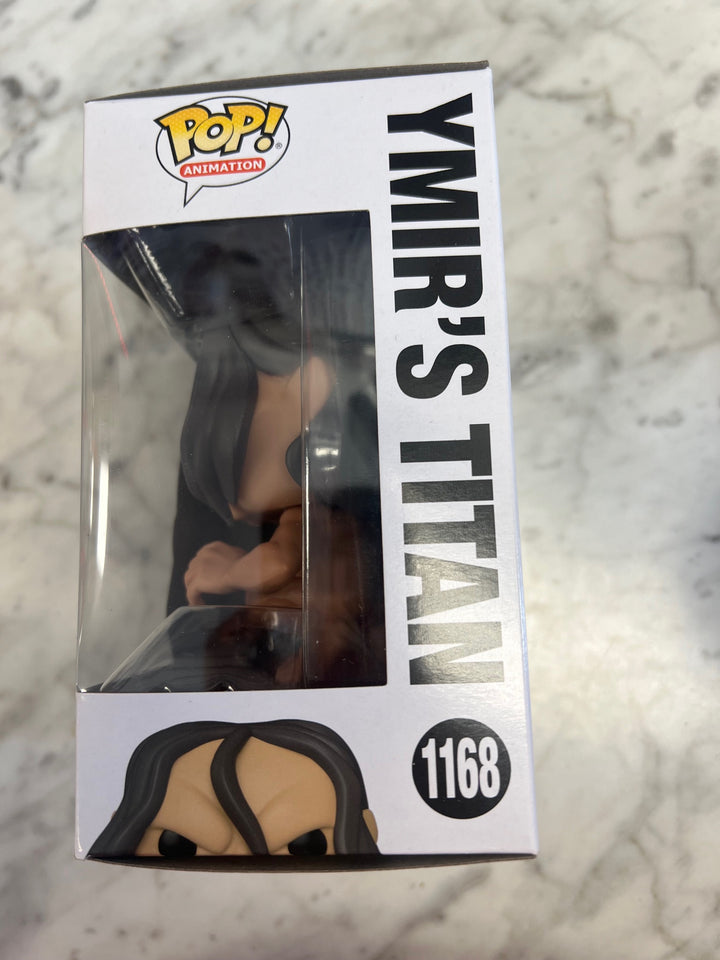 POP!
ANIMATION
YMIR'S TITAN
1168